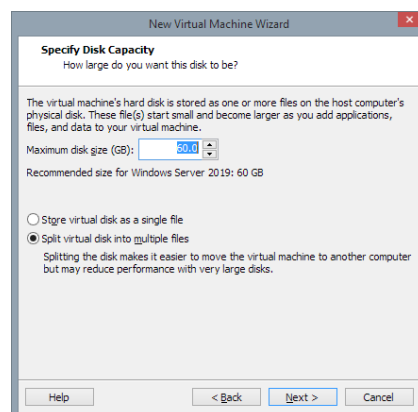 New Virtual Machine Wizard
Specify Disk Capacity
How large do you want this disk to be?
The virtual machine's hard disk is stored as one or more files on the host computer's
physical disk. These file(s) start small and become larger as you add applications,
files, and data to your virtual machine.
Maximum disk size (GB): 60.0
Recommended size for Windows Server 2019: 60 GB
Store virtual disk as a single file
Split virtual disk into multiple files
Splitting the disk makes it easier to move the virtual machine to another computer
but may reduce performance with very large disks.
Help < Back Next > Cancel